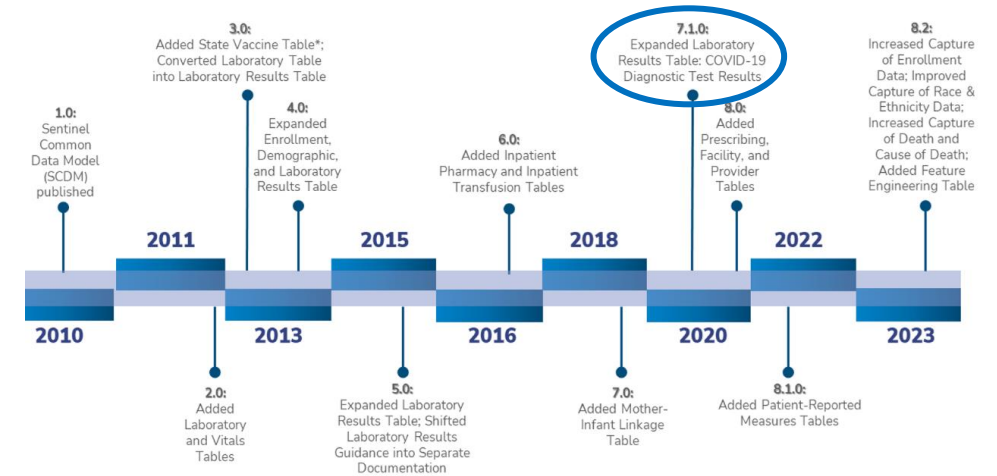 3.0:
Added State Vaccine Table*;
Converted Laboratory Table
into Laboratory Results Table
7.1.0:
Expanded Laboratory
Results Table: COVID-19
Diagnostic Test Results
8.2:
Increased Capture
of Enrollment
Data; Improved
Capture of Race &
Ethnicity Data;
Increased Capture
of Death and
Cause of Death;
Added Feature
Engineering Table
1.0:
Sentinel
Common
Data Model
(SCDM)
published
4.0:
Expanded
Enrollment,
Demographic,
and Laboratory
Results Table
6.0:
Added Inpatient
Pharmacy and Inpatient
Transfusion Tables
8.0:
Added
Prescribing,
Facility, and
Provider
Tables
2011
2015
2018
2022
2010
2013
2016
2020
2023
2.0:
Added
Laboratory
and Vitals
Tables
5.0:
Expanded Laboratory
Results Table; Shifted
Laboratory Results
Guidance into Separate
Documentation
7.0:
Added Mother-
Infant Linkage
Table
8.1.0:
Added Patient-Reported
Measures Tables